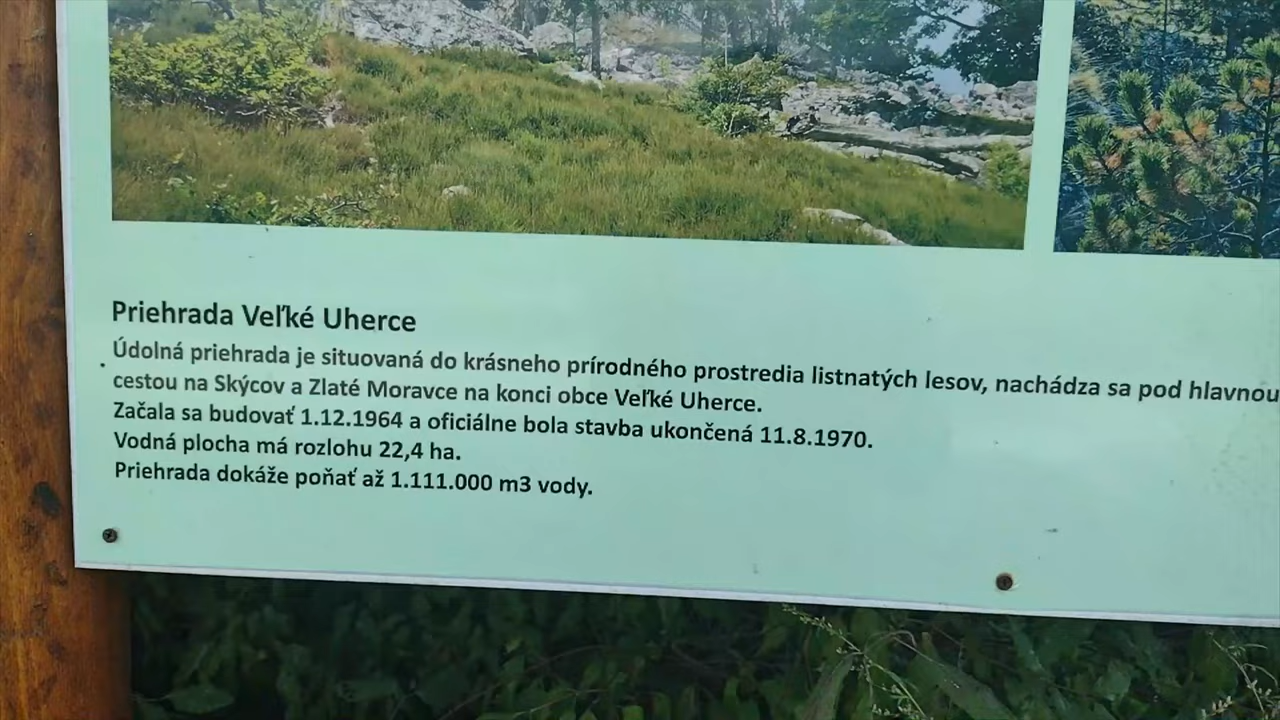 Priehrada Veľké Uherce
Údolná priehrada je situovaná do krásneho prírodného prostredia listnatých lesov, nachádza sa pod hlavnou
cestou na Skýcov a Zlaté Moravce na konci obce Veľké Uherce.
Začala sa budovať 1.12.1964 a oficiálne bola stavba ukončená 11.8.1970.
Vodná plocha má rozlohu 22,4 ha.
Priehrada dokáže poňať až 1.111.000 m3 vody.